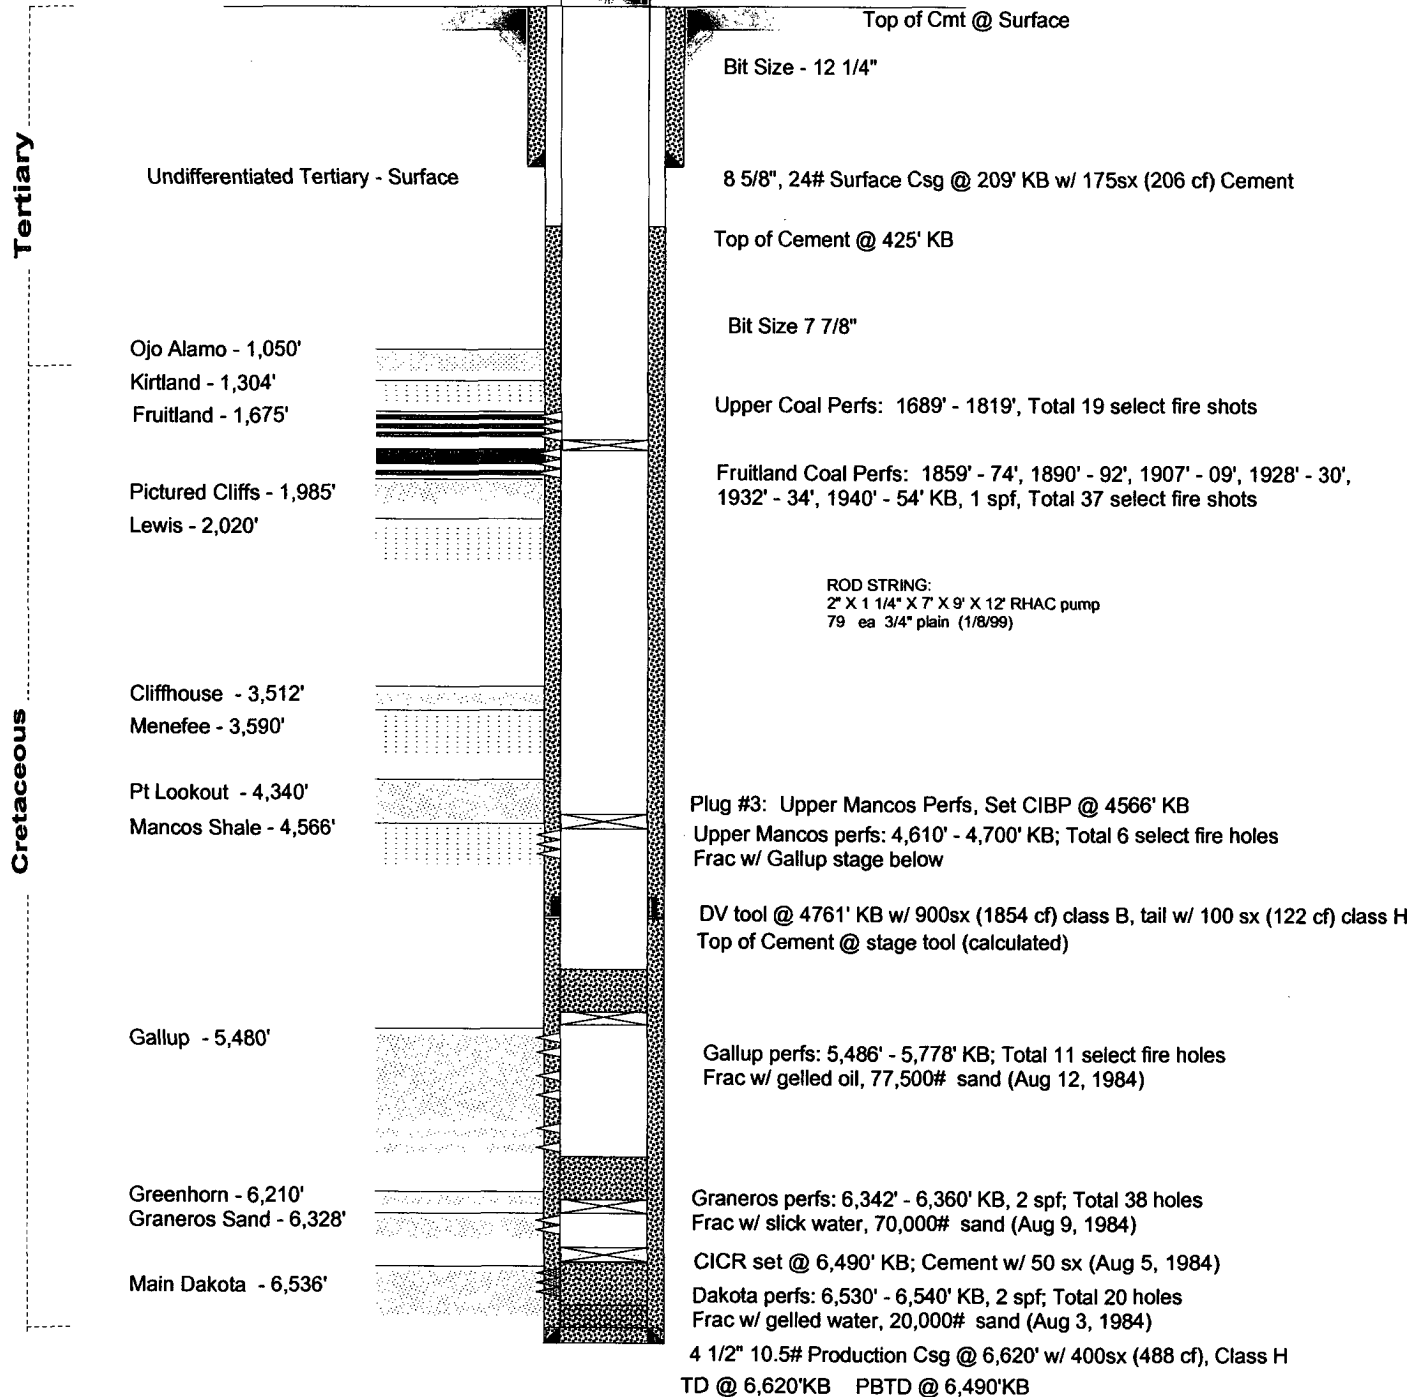 Top of Cmt @ Surface
Bit Size - 12 1/4"
Tertiary
Undifferentiated Tertiary - Surface
8 5/8", 24# Surface Csg @ 209' KB w/ 175sx (206 cf) Cement
Top of Cement @ 425' KB
Bit Size 7 7/8"
Ojo Alamo - 1,050'
Kirtland - 1,304'
Fruitland - 1,675'
Upper Coal Perfs: 1689' - 1819', Total 19 select fire shots
Fruitland Coal Perfs: 1859' - 74', 1890' - 92', 1907' - 09', 1928' - 30',
1932' - 34', 1940' - 54' KB, 1 spf, Total 37 select fire shots
Pictured Cliffs - 1,985'
Lewis - 2,020'
ROD STRING:
2" X 1 1/4" X 7' X 9' X 12' RHAC pump
79 ea 3/4" plain (1/8/99)
Cretaceous
Cliffhouse - 3,512'
Menefee - 3,590'
Pt Lookout - 4,340'
Mancos Shale - 4,566'
Plug #3: Upper Mancos Perfs, Set CIBP @ 4566' KB
Upper Mancos perfs: 4,610' - 4,700' KB; Total 6 select fire holes
Frac w/ Gallup stage below
DV tool @ 4761' KB w/ 900sx (1854 cf) class B, tail w/ 100 sx (122 cf) class H
Top of Cement @ stage tool (calculated)
Gallup - 5,480'
Gallup perfs: 5,486' - 5,778' KB; Total 11 select fire holes
Frac w/ gelled oil, 77,500# sand (Aug 12, 1984)
Greenhorn - 6,210'
Graneros Sand - 6,328'
Graneros perfs: 6,342' - 6,360' KB, 2 spf; Total 38 holes
Frac w/ slick water, 70,000# sand (Aug 9, 1984)
CICR set @ 6,490' KB; Cement w/ 50 sx (Aug 5, 1984)
Main Dakota - 6,536'
Dakota perfs: 6,530' - 6,540' KB, 2 spf; Total 20 holes
Frac w/ gelled water, 20,000# sand (Aug 3, 1984)
4 1/2" 10.5# Production Csg @ 6,620' w/ 400sx (488 cf), Class H
TD @ 6,620'KB PBTD @ 6,490'KB